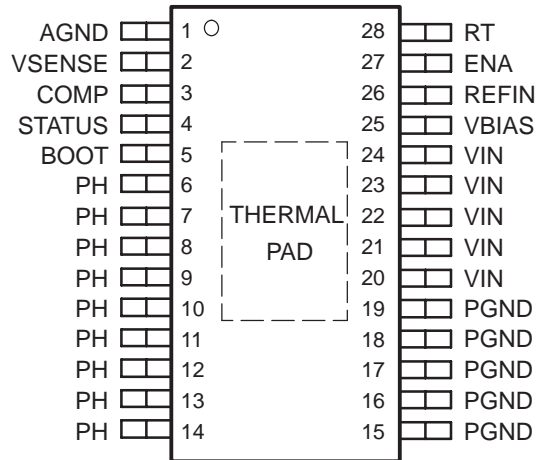 AGND 1 28 RT
VSENSE 2 27 ENA
COMP 3 26 REFIN
STATUS 4 25 VBIAS
BOOT 5 24 VIN
PH 6 23 VIN
PH 7 THERMAL 22 VIN
PH 8 PAD 21 VIN
PH 9 20 VIN
PH 10 19 PGND
PH 11 18 PGND
PH 12 17 PGND
PH 13 16 PGND
PH 14 15 PGND